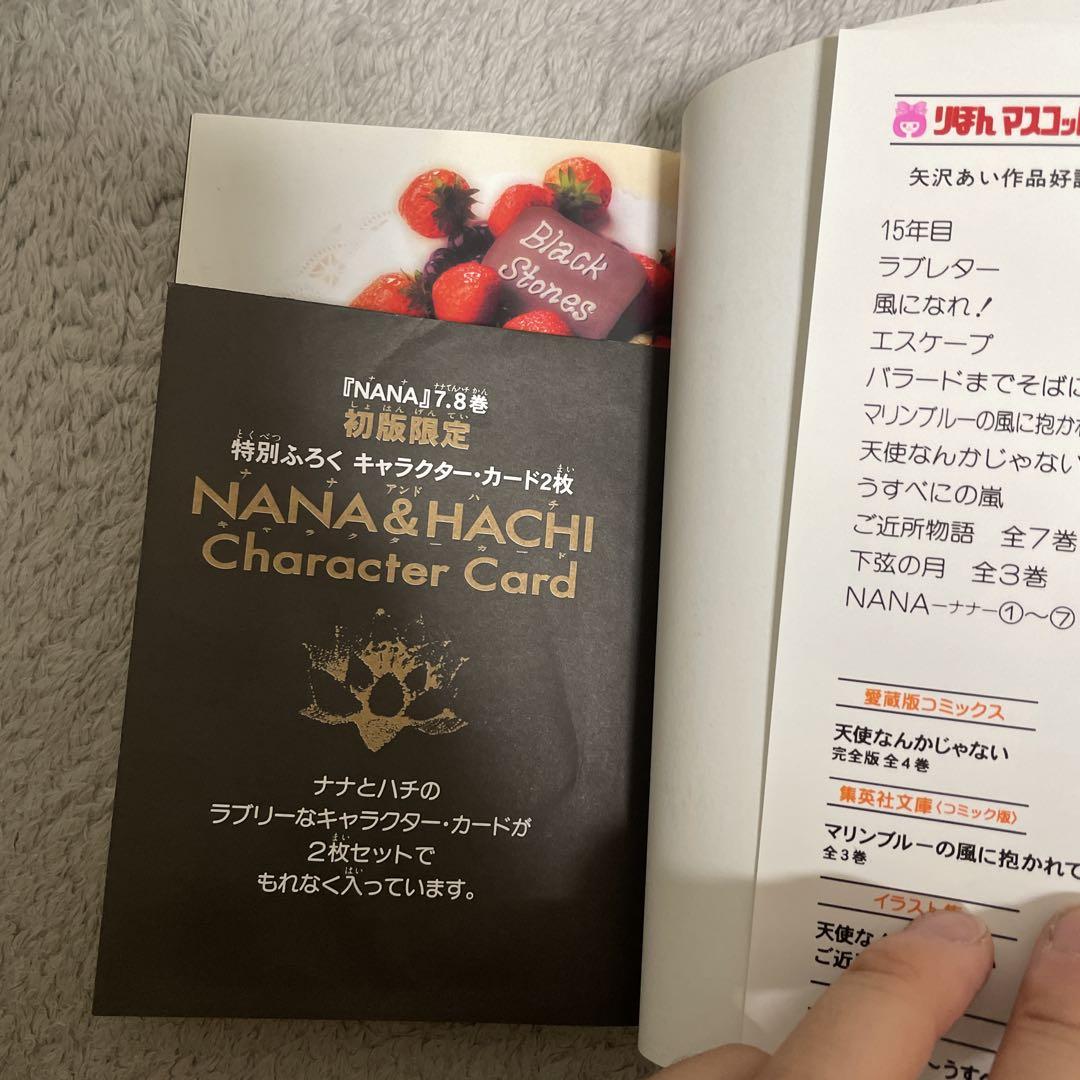 Black
Stones
『NANA』7.8巻
初版限定
特別ふろく キャラクター・カード2枚
NANA&HACHI
Character Card
ナナとハチの
ラブリーなキャラクター・カードが
2枚セットで
もれなく入っています。
りぼんマスコッ
矢沢あい作品好
15年目
ラブレター
風になれ！
エスケープ
バラードまでそばに
マリンブルーの風に抱か
天使なんかじゃない
うすべにの嵐
ご近所物語 全7巻
下弦の月 全3巻
NANA—ナナ—①〜⑦
愛蔵版コミックス
天使なんかじゃない
完全版 全4巻
集英社文庫〈コミック版〉
マリンブルーの風に抱かれて
全3巻
イラスト
天使な
ご近
〜うすべ